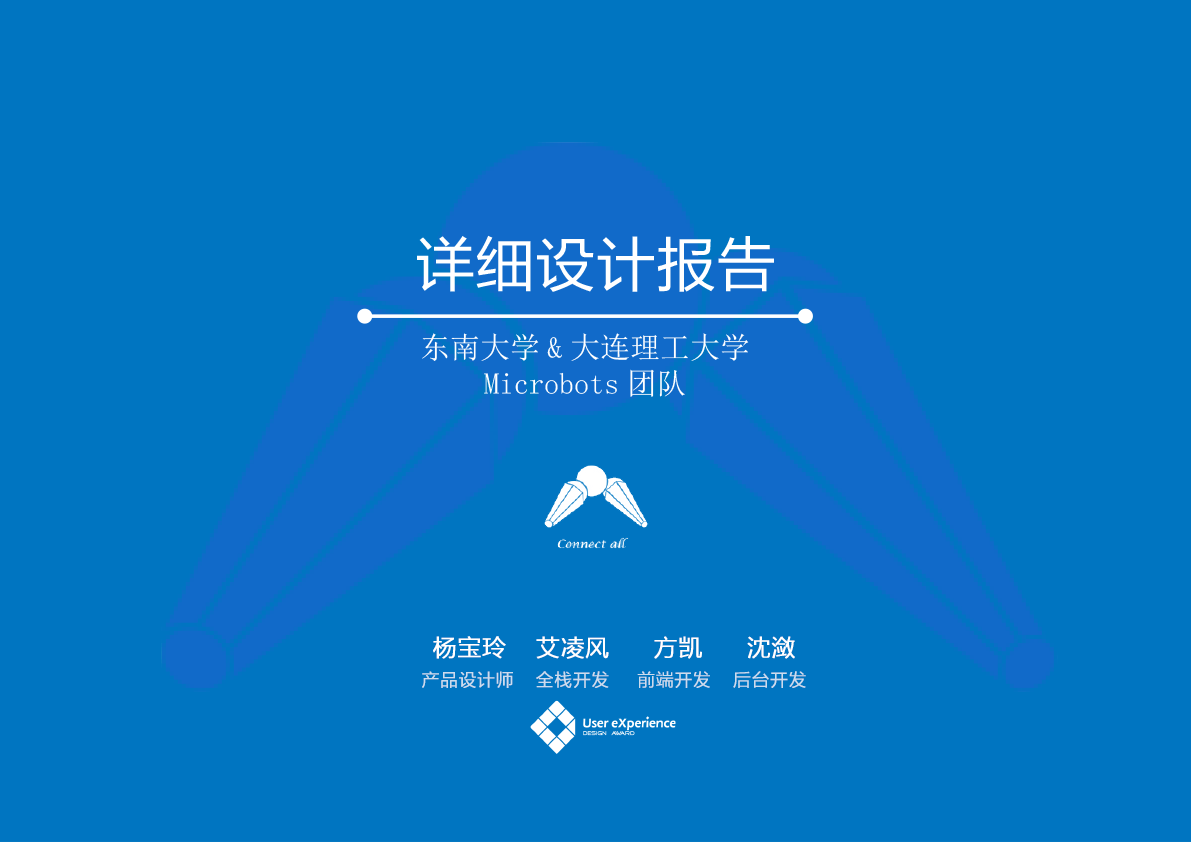 详细设计报告
东南大学 & 大连理工大学
Microbots 团队
Connect all
杨宝玲 艾凌风 方凯 沈潋
产品设计师 全栈开发 前端开发 后台开发
User eXperience
DESIGN AWARD